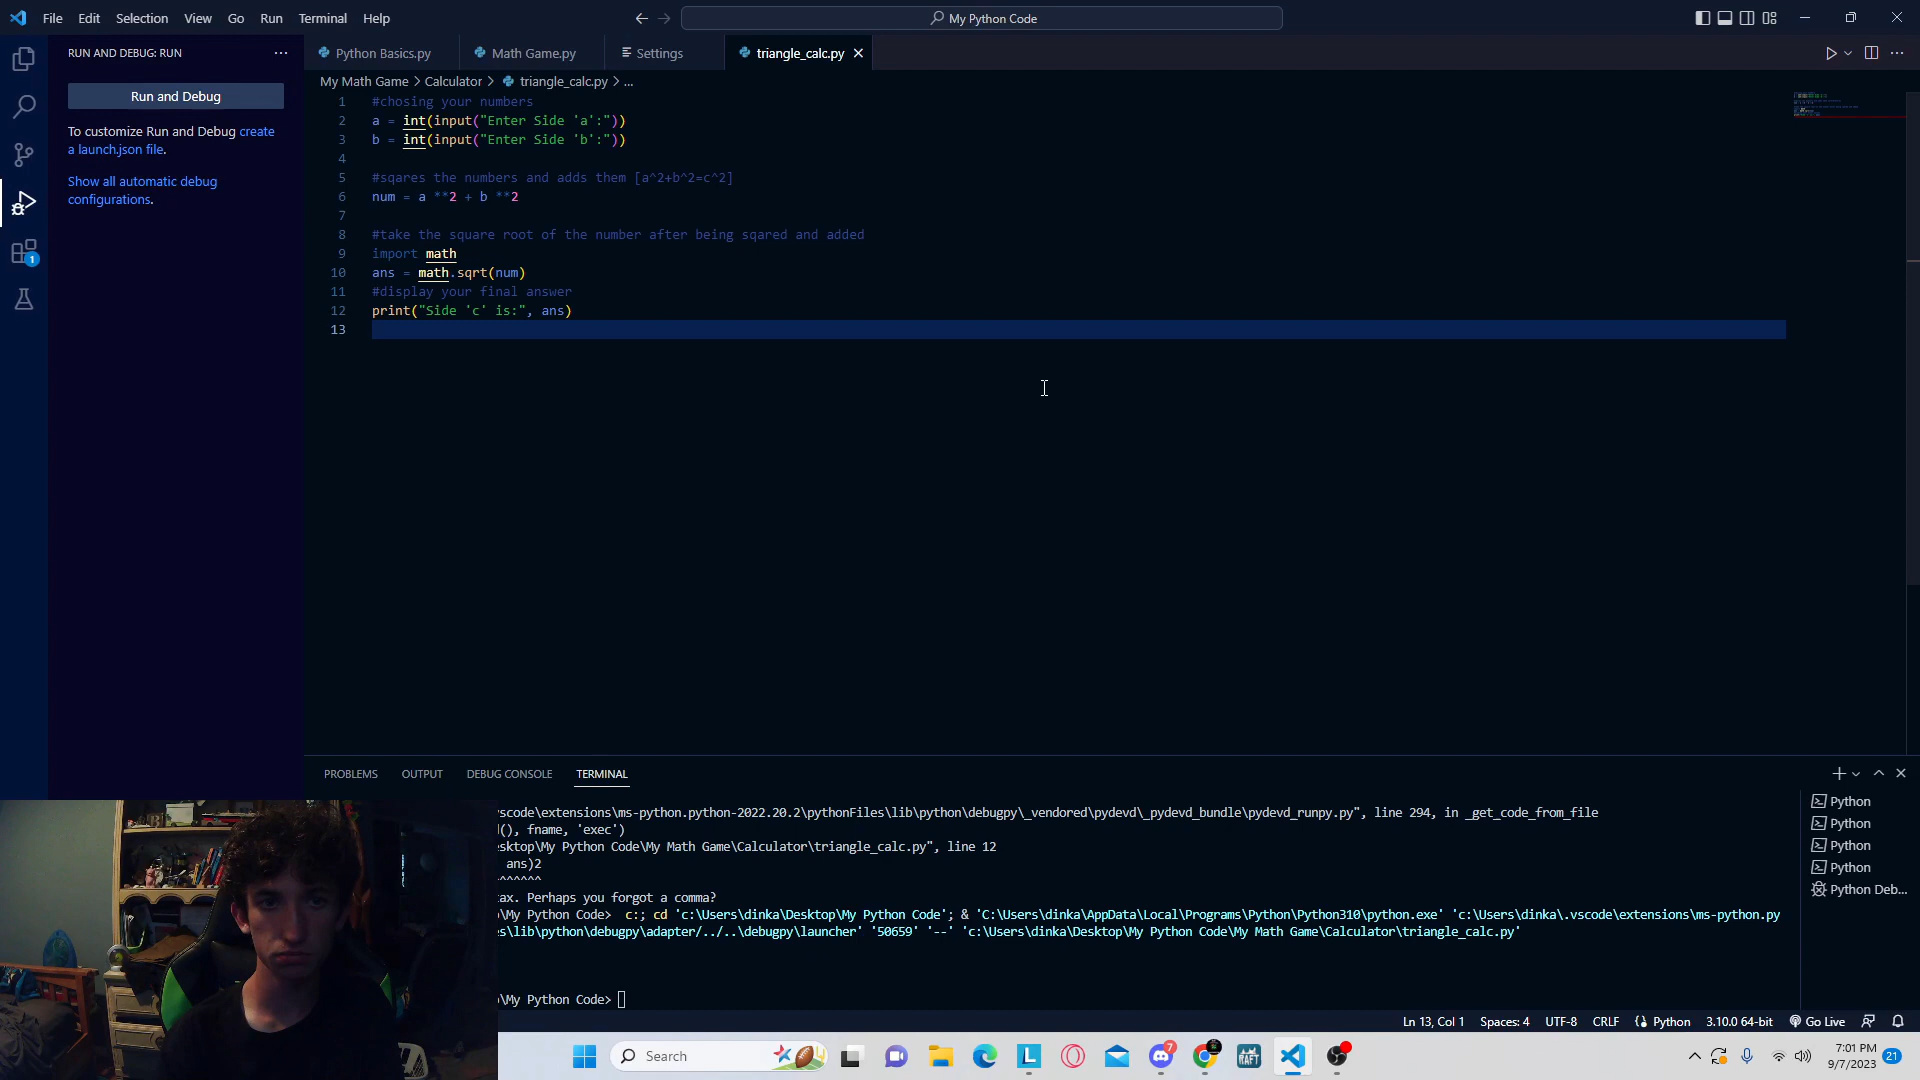 File Edit Selection View Go Run Terminal Help
My Python Code
RUN AND DEBUG: RUN
Python Basics.py
Math Game.py
Settings
triangle_calc.py
My Math Game > Calculator > triangle_calc.py > ...
Run and Debug
To customize Run and Debug create
a launch.json file.
Show all automatic debug
configurations.
1
1 #chosing your numbers
2 a = int(input("Enter Side 'a':"))
3 b = int(input("Enter Side 'b':"))
4
5 #sqares the numbers and adds them [a^2+b^2=c^2]
6 num = a **2 + b **2
7
8 #take the square root of the number after being sqared and added
9 import math
10 ans = math.sqrt(num)
11 #display your final answer
12 print("Side 'c' is:", ans)
13
PROBLEMS OUTPUT DEBUG CONSOLE TERMINAL
scode\extensions\ms-python.python-2022.20.2\pythonFiles\lib\python\debugpy\_vendored\pydevd\_pydevd_bundle\pydevd_runpy.py", line 294, in _get_code_from_file
(), fname, 'exec')
sktop\My Python Code\My Math Game\Calculator\triangle_calc.py", line 12
ans)2
^^^^^^^
tax. Perhaps you forgot a comma?
\My Python Code> c:; cd 'c:\Users\dinka\Desktop\My Python Code'; & 'C:\Users\dinka\AppData\Local\Programs\Python\Python310\python.exe' 'c:\Users\dinka\.vscode\extensions\ms-python.py
es\lib\python\debugpy\adapter/../..\debugpy\launcher' '50659' '--' 'c:\Users\dinka\Desktop\My Python Code\My Math Game\Calculator\triangle_calc.py'
\My Python Code>
Python
Python
Python
Python
Python Deb...
Ln 13, Col 1 Spaces: 4 UTF-8 CRLF Python 3.10.0 64-bit Go Live
Search
L
7
RAFT
7:01 PM
9/7/2023
21